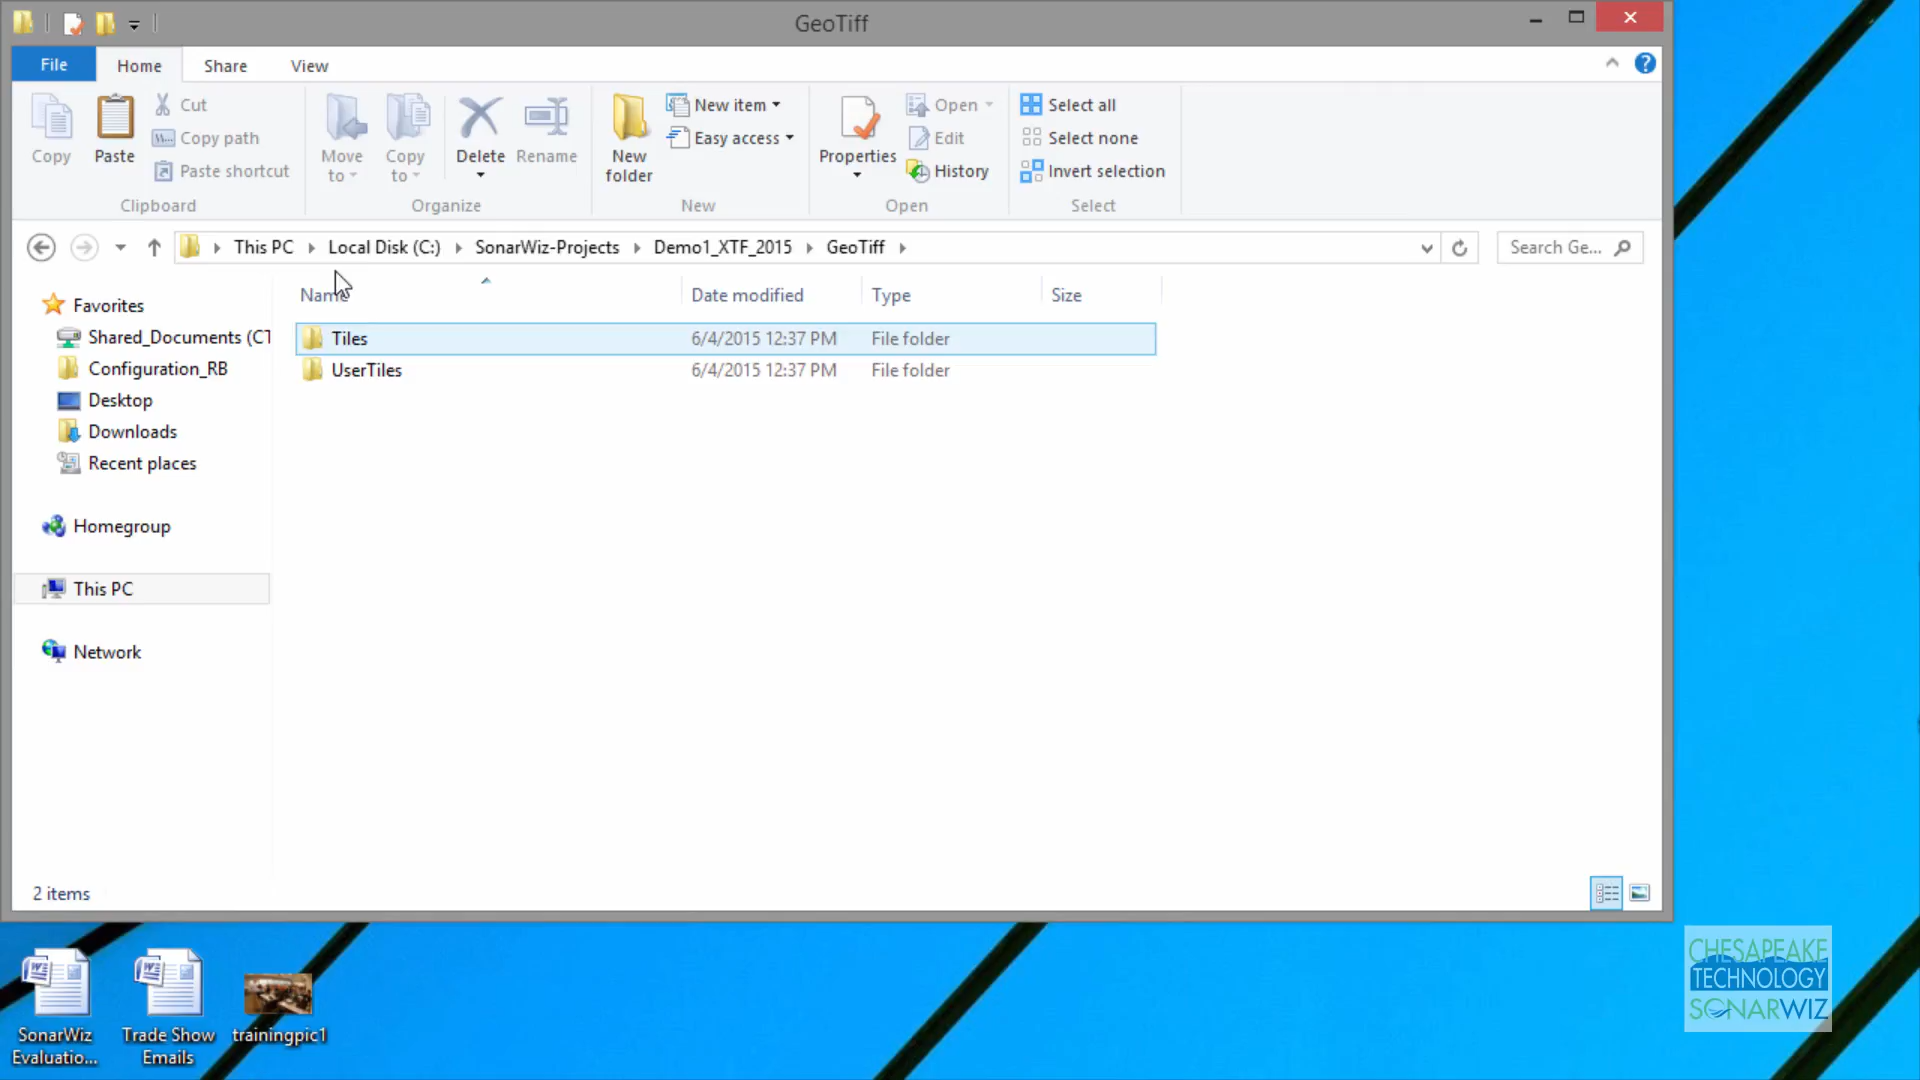 GeoTiff
File
Home
Share
View
Copy
Paste
Cut
Copy path
Paste shortcut
Clipboard
Move to
Copy to
Delete
Rename
Organize
New folder
New item
Easy access
New
Properties
Open
Edit
History
Open
Select all
Select none
Invert selection
Select
This PC
Local Disk (C:)
SonarWiz-Projects
Demo1_XTF_2015
GeoTiff
Search Ge...
Name
Date modified
Type
Size
Tiles 6/4/2015 12:37 PM File folder
UserTiles 6/4/2015 12:37 PM File folder
Favorites
Shared_Documents (CT
Configuration_RB
Desktop
Downloads
Recent places
Homegroup
This PC
Network
2 items
SonarWiz
Evaluatio...
Trade Show
Emails
trainingpic1
CHESAPEAKE
TECHNOLOGY
SONARWIZ